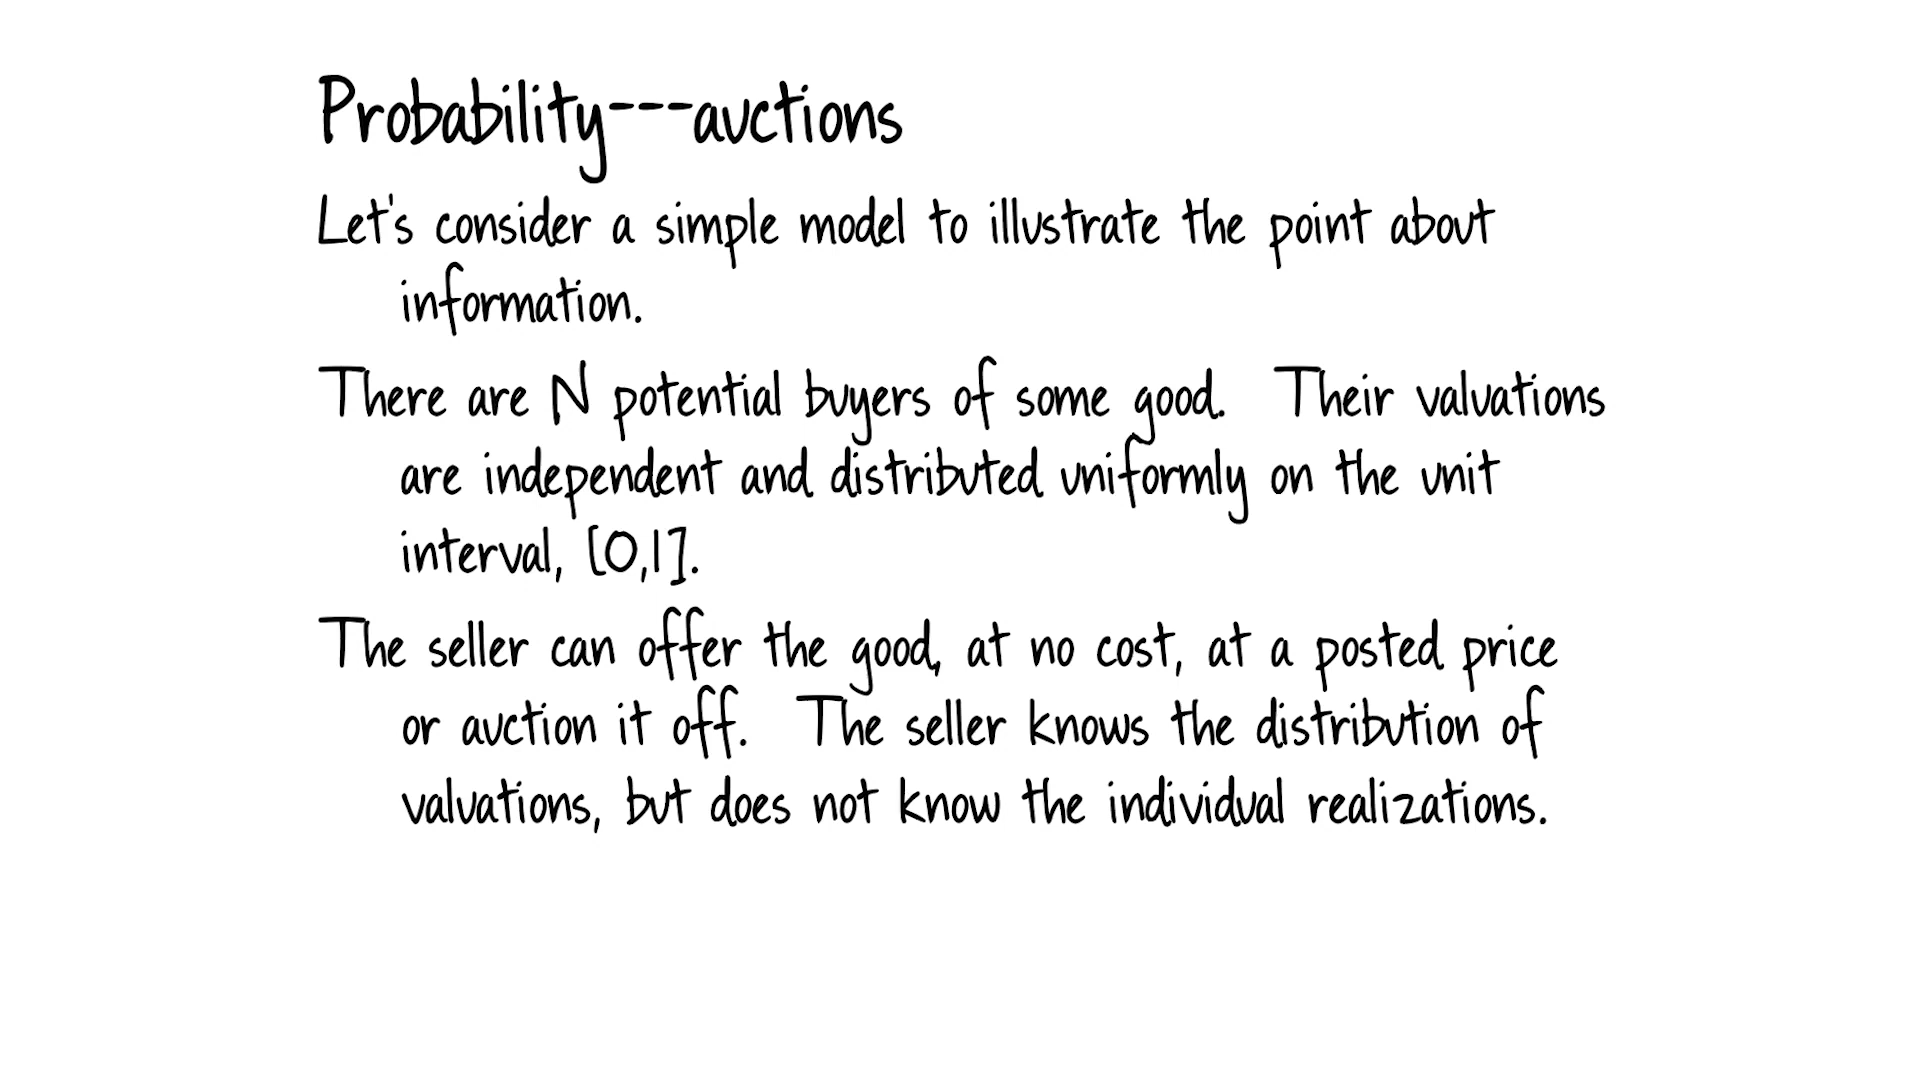 Probability---auctions
Let's consider a simple model to illustrate the point about
information.
There are N potential buyers of some good. Their valuations
are independent and distributed uniformly on the unit
interval, [0,1].
The seller can offer the good, at no cost, at a posted price
or auction it off. The seller knows the distribution of
valuations, but does not know the individual realizations.